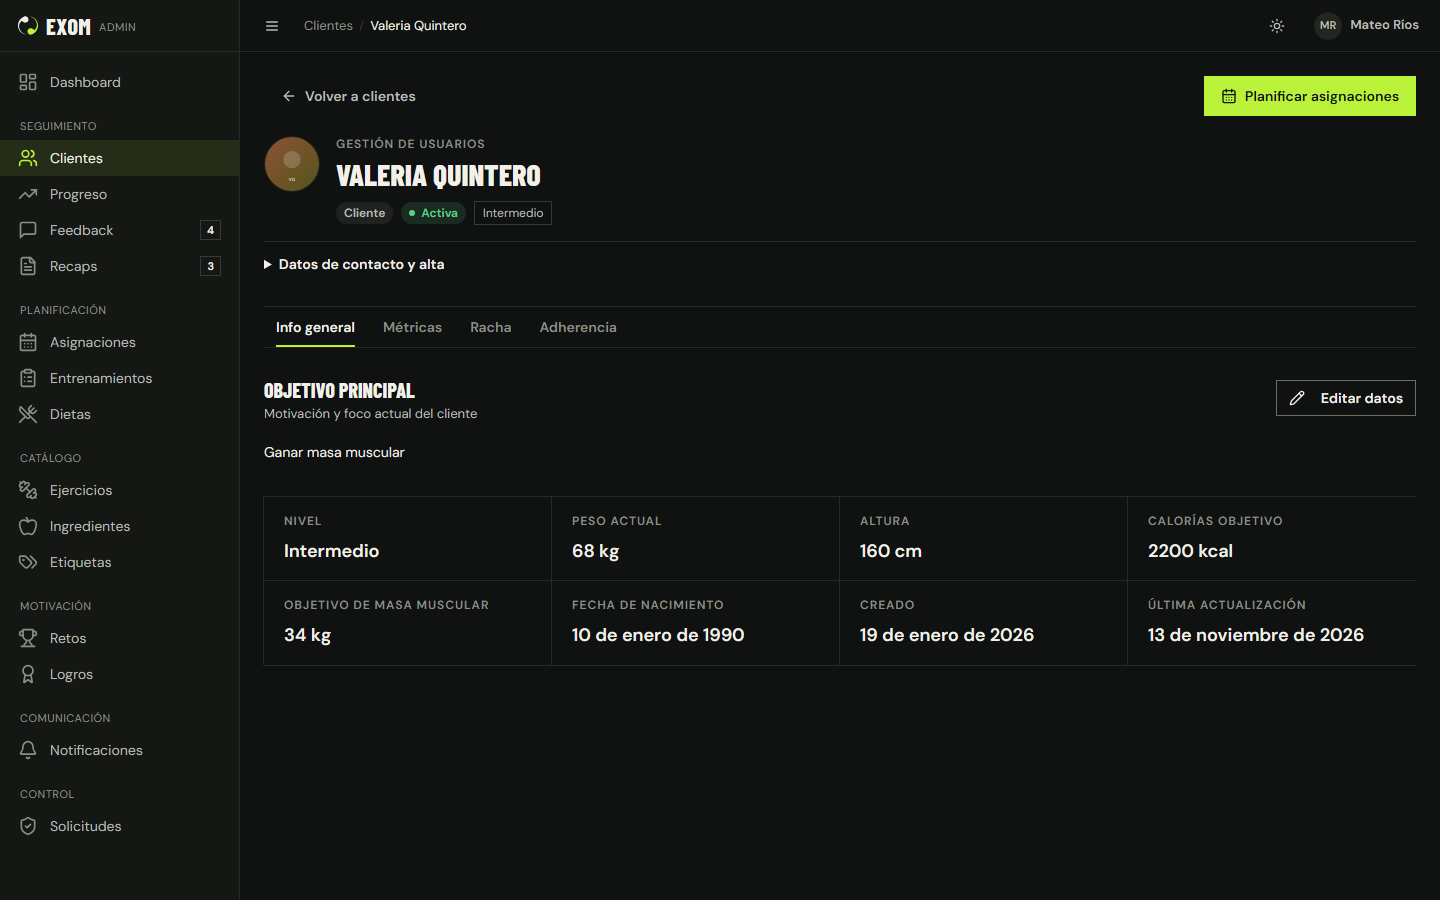 EXOM ADMIN
Clientes / Valeria Quintero
MR Mateo Ríos
Dashboard
SEGUIMIENTO
Clientes
Progreso
Feedback 4
Recaps 3
PLANIFICACIÓN
Asignaciones
Entrenamientos
Dietas
CATÁLOGO
Ejercicios
Ingredientes
Etiquetas
MOTIVACIÓN
Retos
Logros
COMUNICACIÓN
Notificaciones
CONTROL
Solicitudes
Volver a clientes
Planificar asignaciones
GESTIÓN DE USUARIOS
VALERIA QUINTERO
Cliente Activa Intermedio
Datos de contacto y alta
Info general Métricas Racha Adherencia
OBJETIVO PRINCIPAL
Motivación y foco actual del cliente
Editar datos
Ganar masa muscular
NIVEL
Intermedio
PESO ACTUAL
68 kg
ALTURA
160 cm
CALORÍAS OBJETIVO
2200 kcal
OBJETIVO DE MASA MUSCULAR
34 kg
FECHA DE NACIMIENTO
10 de enero de 1990
CREADO
19 de enero de 2026
ÚLTIMA ACTUALIZACIÓN
13 de noviembre de 2026